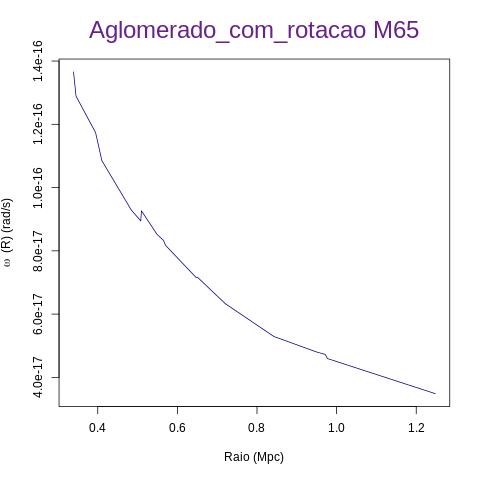 Aglomerado_com_rotacao M65
1.4e-16
1.2e-16
1.0e-16
8.0e-17
6.0e-17
4.0e-17
ω (R) (rad/s)
0.4 0.6 0.8 1.0 1.2
Raio (Mpc)